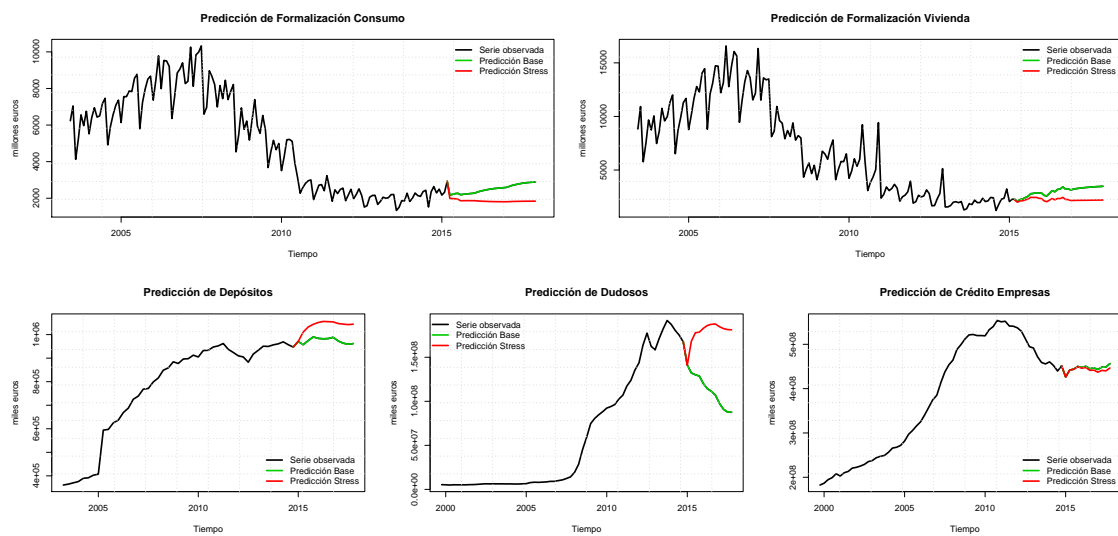 Predicción de Formalización Consumo
millones euros
10000
8000
6000
4000
2000
Serie observada
Predicción Base
Predicción Stress
2005
2010
2015
Tiempo
Predicción de Formalización Vivienda
millones euros
15000
10000
5000
Serie observada
Predicción Base
Predicción Stress
2005
2010
2015
Tiempo
Predicción de Depósitos
miles euros
1e+06
8e+05
6e+05
4e+05
Serie observada
Predicción Base
Predicción Stress
2005
2010
2015
Tiempo
Predicción de Dudosos
miles euros
1.5e+08
1.0e+08
5.0e+07
0.0e+00
Serie observada
Predicción Base
Predicción Stress
2000
2005
2010
2015
Tiempo
Predicción de Crédito Empresas
miles euros
5e+08
4e+08
3e+08
2e+08
Serie observada
Predicción Base
Predicción Stress
2000
2005
2010
2015
Tiempo